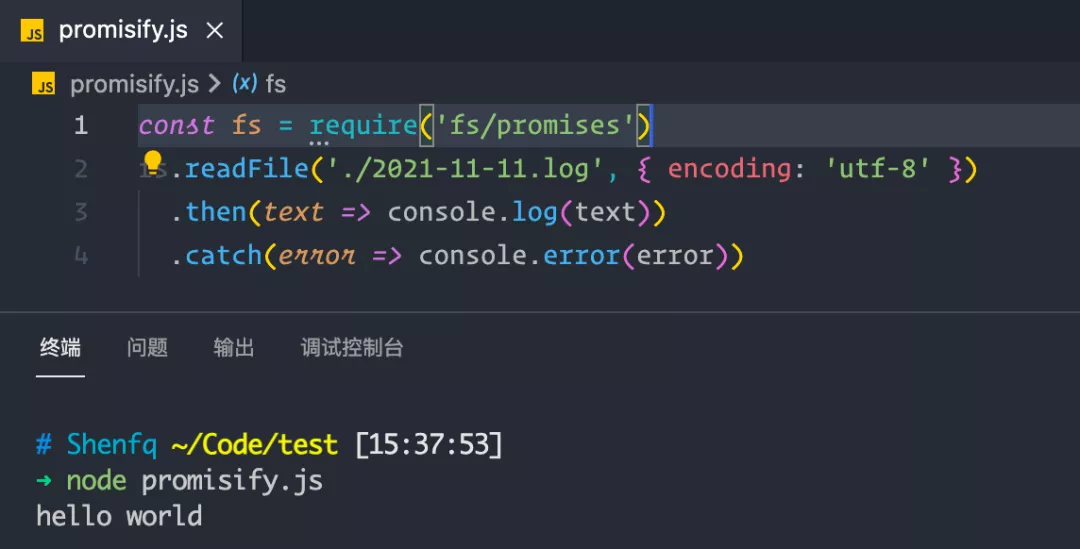 JS promisify.js ×
JS promisify.js > (x) fs
1 const fs = require('fs/promises')
2 fs.readFile('./2021-11-11.log', { encoding: 'utf-8' })
3 .then(text => console.log(text))
4 .catch(error => console.error(error))
终端 问题 输出 调试控制台
# Shenfq ~/Code/test [15:37:53]
➜ node promisify.js
hello world